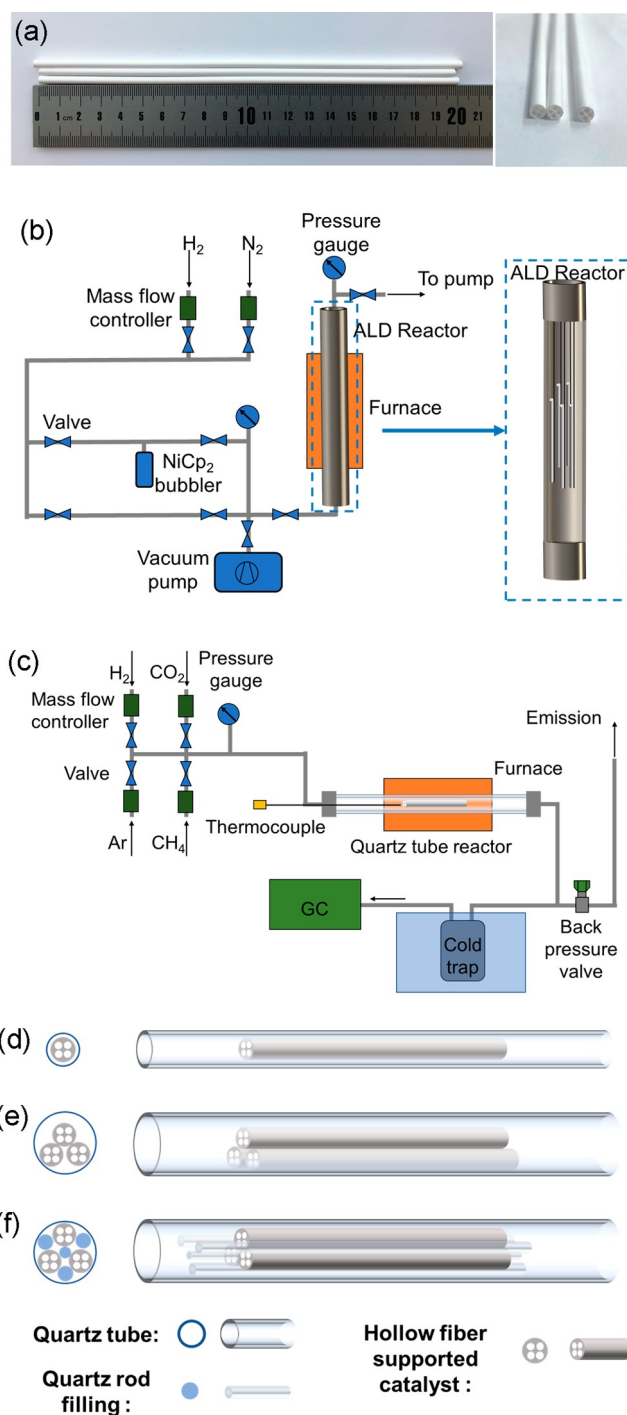 (a)
0 1 cm 2 3 4 5 6 7 8 9 10 11 12 13 14 15 16 17 18 19 20 21
(b)
H2 N2
Mass flow
controller
Pressure
gauge
To pump
ALD Reactor
Furnace
ALD Reactor
Valve
NiCp2
bubbler
Vacuum
pump
(c)
H2 CO2
Pressure
gauge
Mass flow
controller
Valve
Ar CH4
Thermocouple
Furnace
Quartz tube reactor
Emission
GC
Cold
trap
Back
pressure
valve
(d)
(e)
(f)
Quartz tube:
Quartz rod
filling :
Hollow fiber
supported
catalyst :